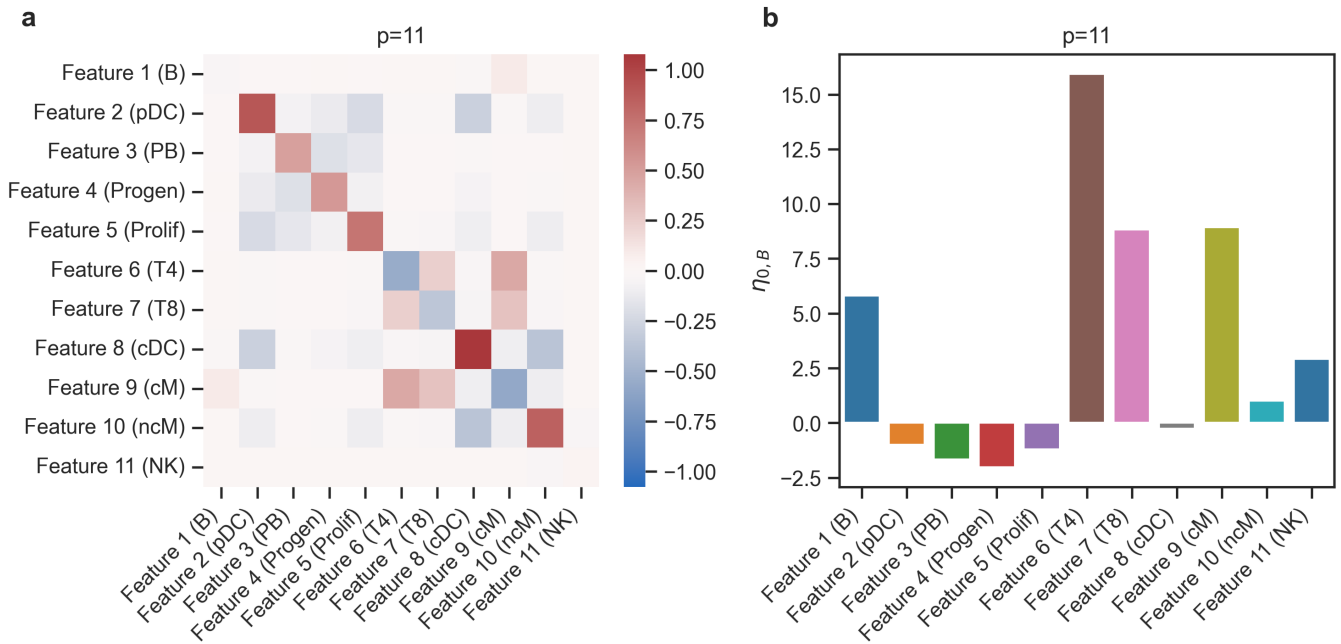 a
p=11
Feature 1 (B)
Feature 2 (pDC)
Feature 3 (PB)
Feature 4 (Progen)
Feature 5 (Prolif)
Feature 6 (T4)
Feature 7 (T8)
Feature 8 (cDC)
Feature 9 (cM)
Feature 10 (ncM)
Feature 11 (NK)
Feature 1 (B)
Feature 2 (pDC)
Feature 3 (PB)
Feature 4 (Progen)
Feature 5 (Prolif)
Feature 6 (T4)
Feature 7 (T8)
Feature 8 (cDC)
Feature 9 (cM)
Feature 10 (ncM)
Feature 11 (NK)
1.00
0.75
0.50
0.25
0.00
−0.25
−0.50
−0.75
−1.00
b
p=11
η0, B
15.0
12.5
10.0
7.5
5.0
2.5
0.0
−2.5
Feature 1 (B)
Feature 2 (pDC)
Feature 3 (PB)
Feature 4 (Progen)
Feature 5 (Prolif)
Feature 6 (T4)
Feature 7 (T8)
Feature 8 (cDC)
Feature 9 (cM)
Feature 10 (ncM)
Feature 11 (NK)